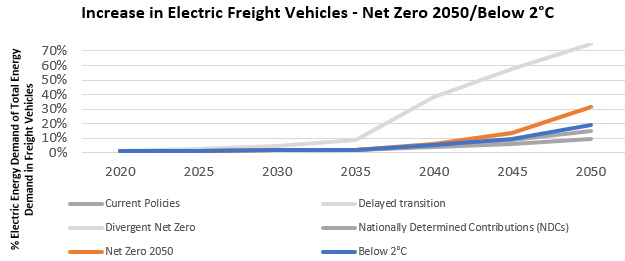 Increase in Electric Freight Vehicles - Net Zero 2050/Below 2°C
% Electric Energy Demand of Total Energy
Demand in Freight Vehicles
70%
60%
50%
40%
30%
20%
10%
0%
2020 2025 2030 2035 2040 2045 2050
Current Policies Delayed transition
Divergent Net Zero Nationally Determined Contributions (NDCs)
Net Zero 2050 Below 2°C